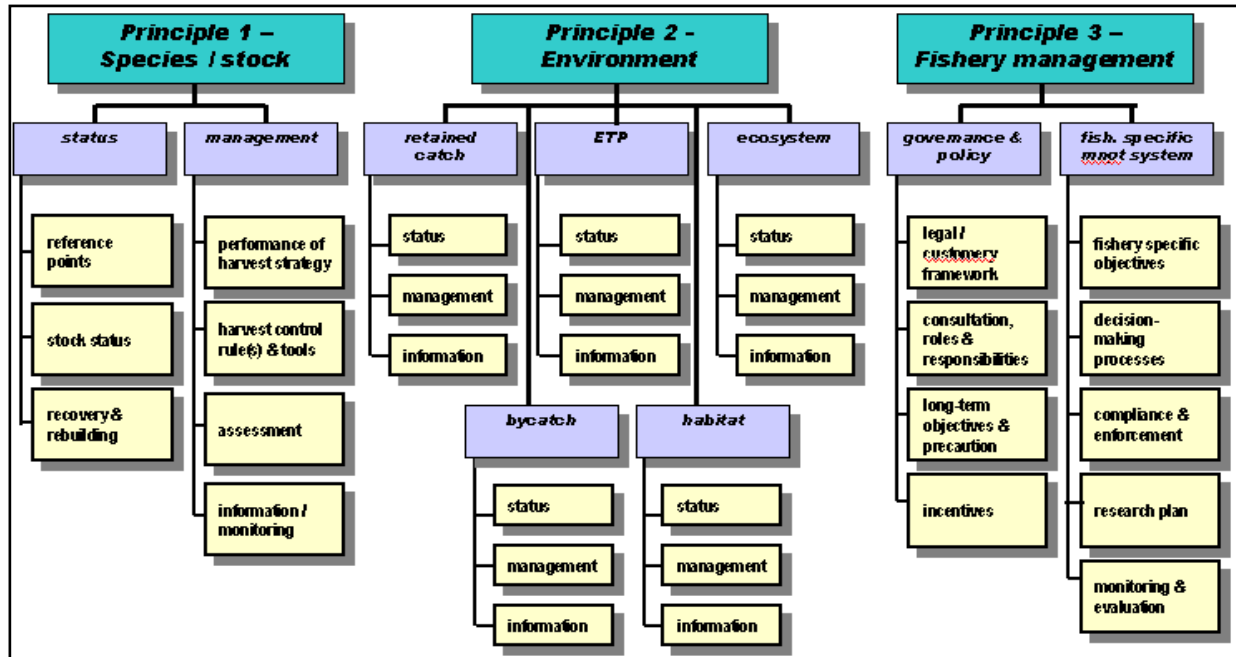 Principle 1 –
Species / stock
status
reference
points
stock status
recovery &
rebuilding
management
performance of
harvest strategy
harvest control
rule(s) & tools
assessment
information /
monitoring
Principle 2 -
Environment
retained
catch
status
management
information
ETP
status
management
information
ecosystem
status
management
information
bycatch
status
management
information
habitat
status
management
information
Principle 3 –
Fishery management
governance &
policy
legal /
customery
framework
consultation,
roles &
responsibilities
long-term
objectives &
precaution
incentives
fish. specific
mngt system
fishery specific
objectives
decision-
making
processes
compliance &
enforcement
research plan
monitoring &
evaluation